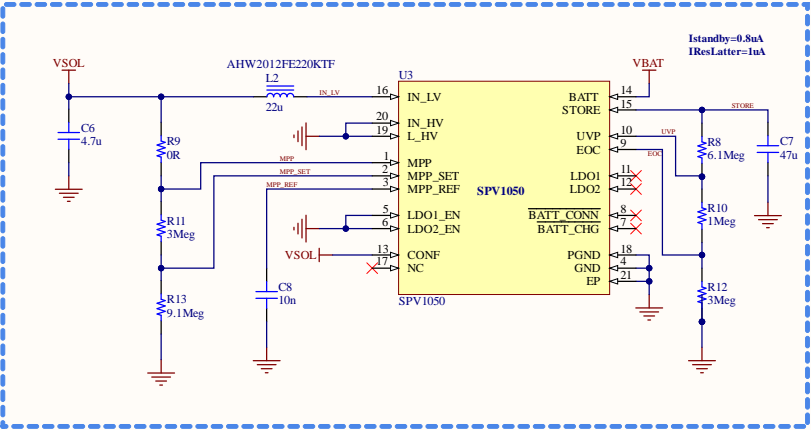 Istandby=0.8uA
IResLatter=1uA
VSOL
AHW2012FE220KTF
L2
22u
IN_LV
U3
VBAT
16 IN_LV
BATT 14
STORE 15
STORE
C6
4.7u
R9
0R
20 IN_HV
19 L_HV
UVP 10
UVP
EOC 9
EOC
R8
6.1Meg
C7
47u
MPP
1 MPP
MPP_SET
2 MPP_SET
MPP_REF
3 MPP_REF
SPV1050
LDO1 11
LDO2 12
R11
3Meg
5 LDO1_EN
6 LDO2_EN
BATT_CONN 8
BATT_CHG 7
R10
1Meg
VSOL
13 CONF
17 NC
PGND 18
GND 4
EP 21
R13
9.1Meg
C8
10n
SPV1050
R12
3Meg